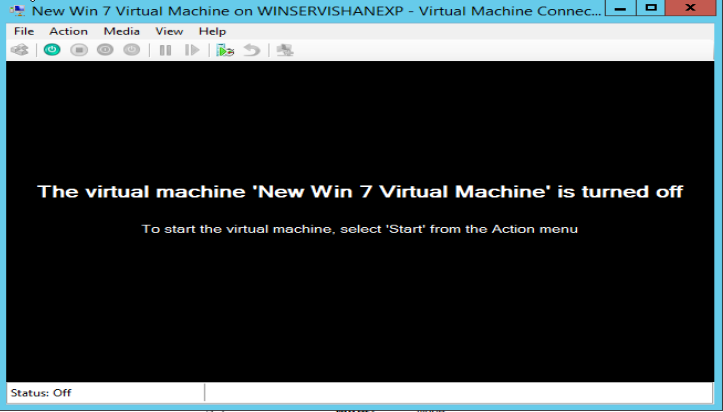 New Win 7 Virtual Machine on WINSERVISHANEXP - Virtual Machine Connec...
File Action Media View Help
The virtual machine 'New Win 7 Virtual Machine' is turned off
To start the virtual machine, select 'Start' from the Action menu
Status: Off